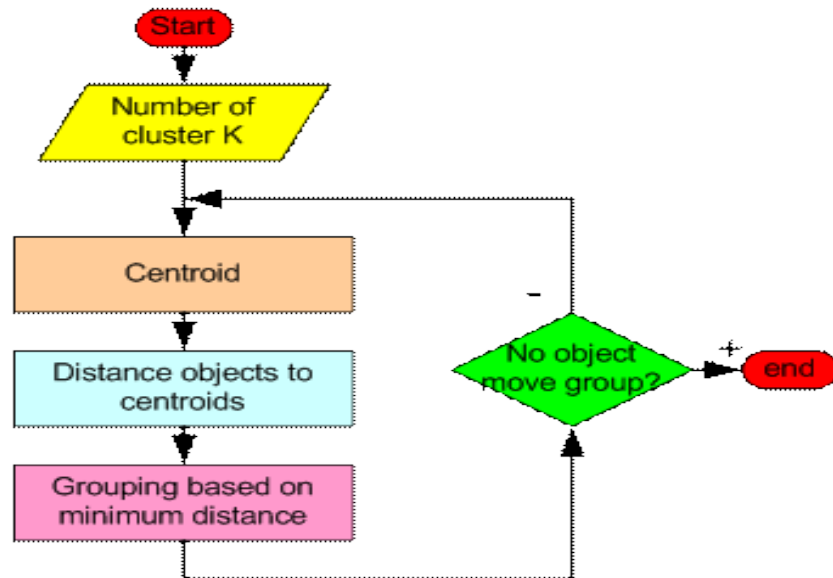 Start
Number of
cluster K
Centroid
Distance objects to
centroids
Grouping based on
minimum distance
-
No object
move group?
+
end